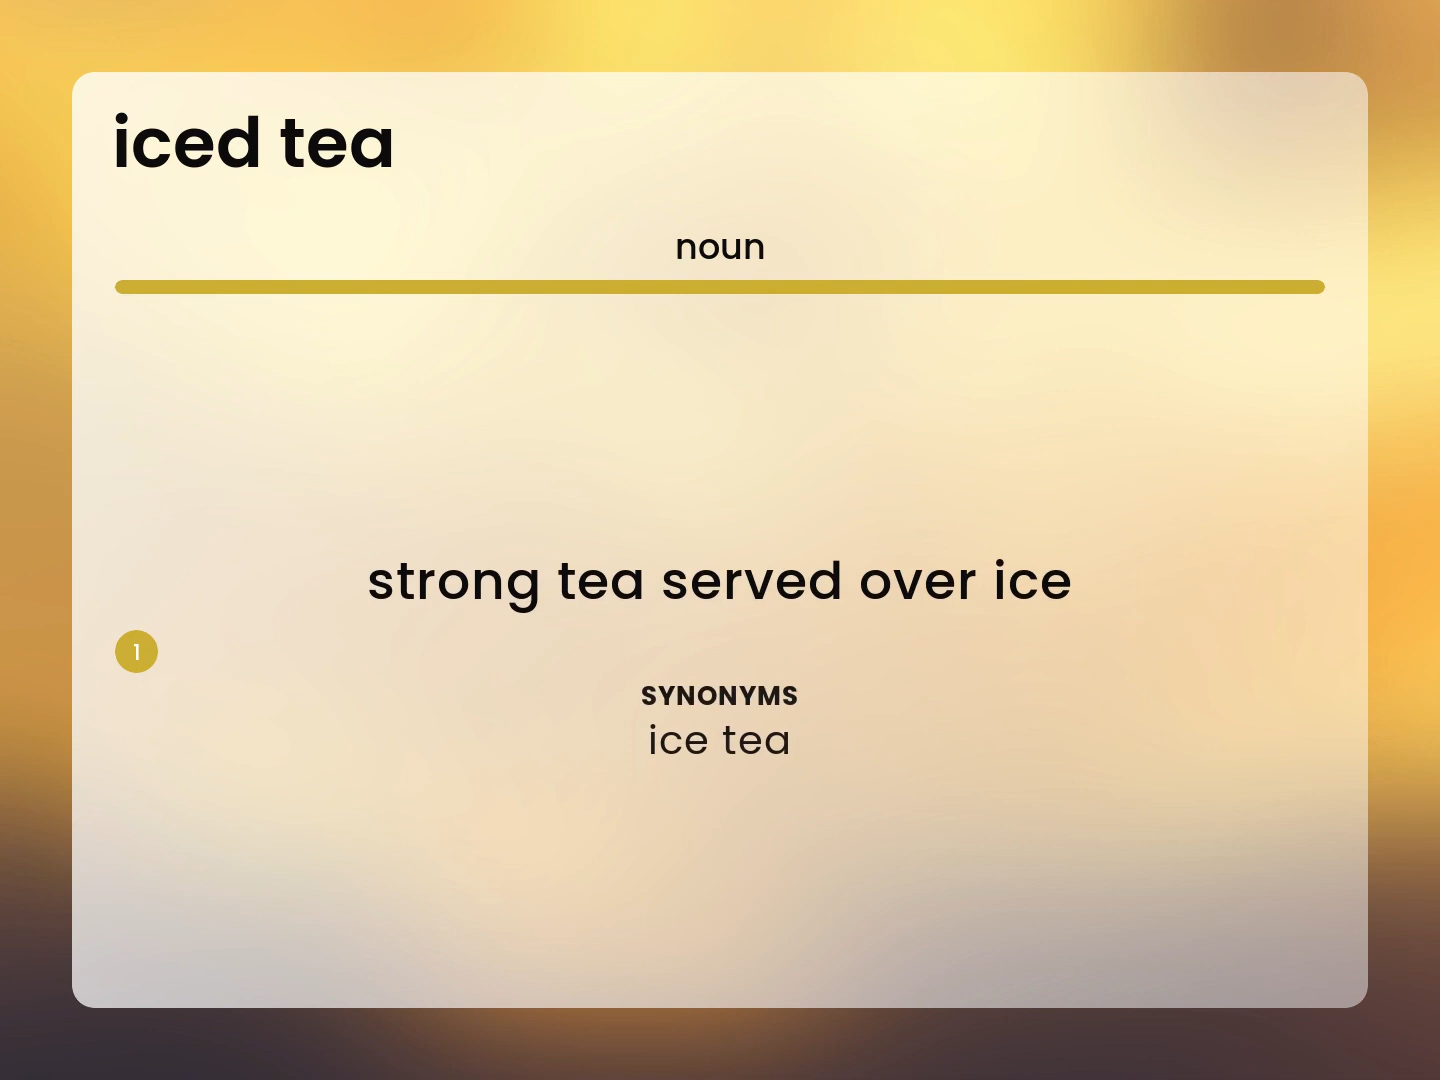 iced tea
noun
strong tea served over ice
1
SYNONYMS
ice tea